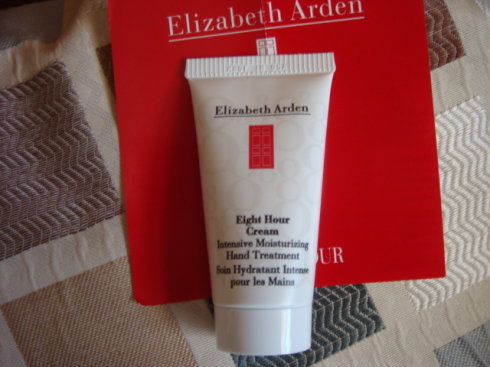 Elizabeth Arden
Elizabeth Arden
Eight Hour
Cream
Intensive Moisturizing
Hand Treatment
Soin Hydratant Intense
pour les Mains
OUR